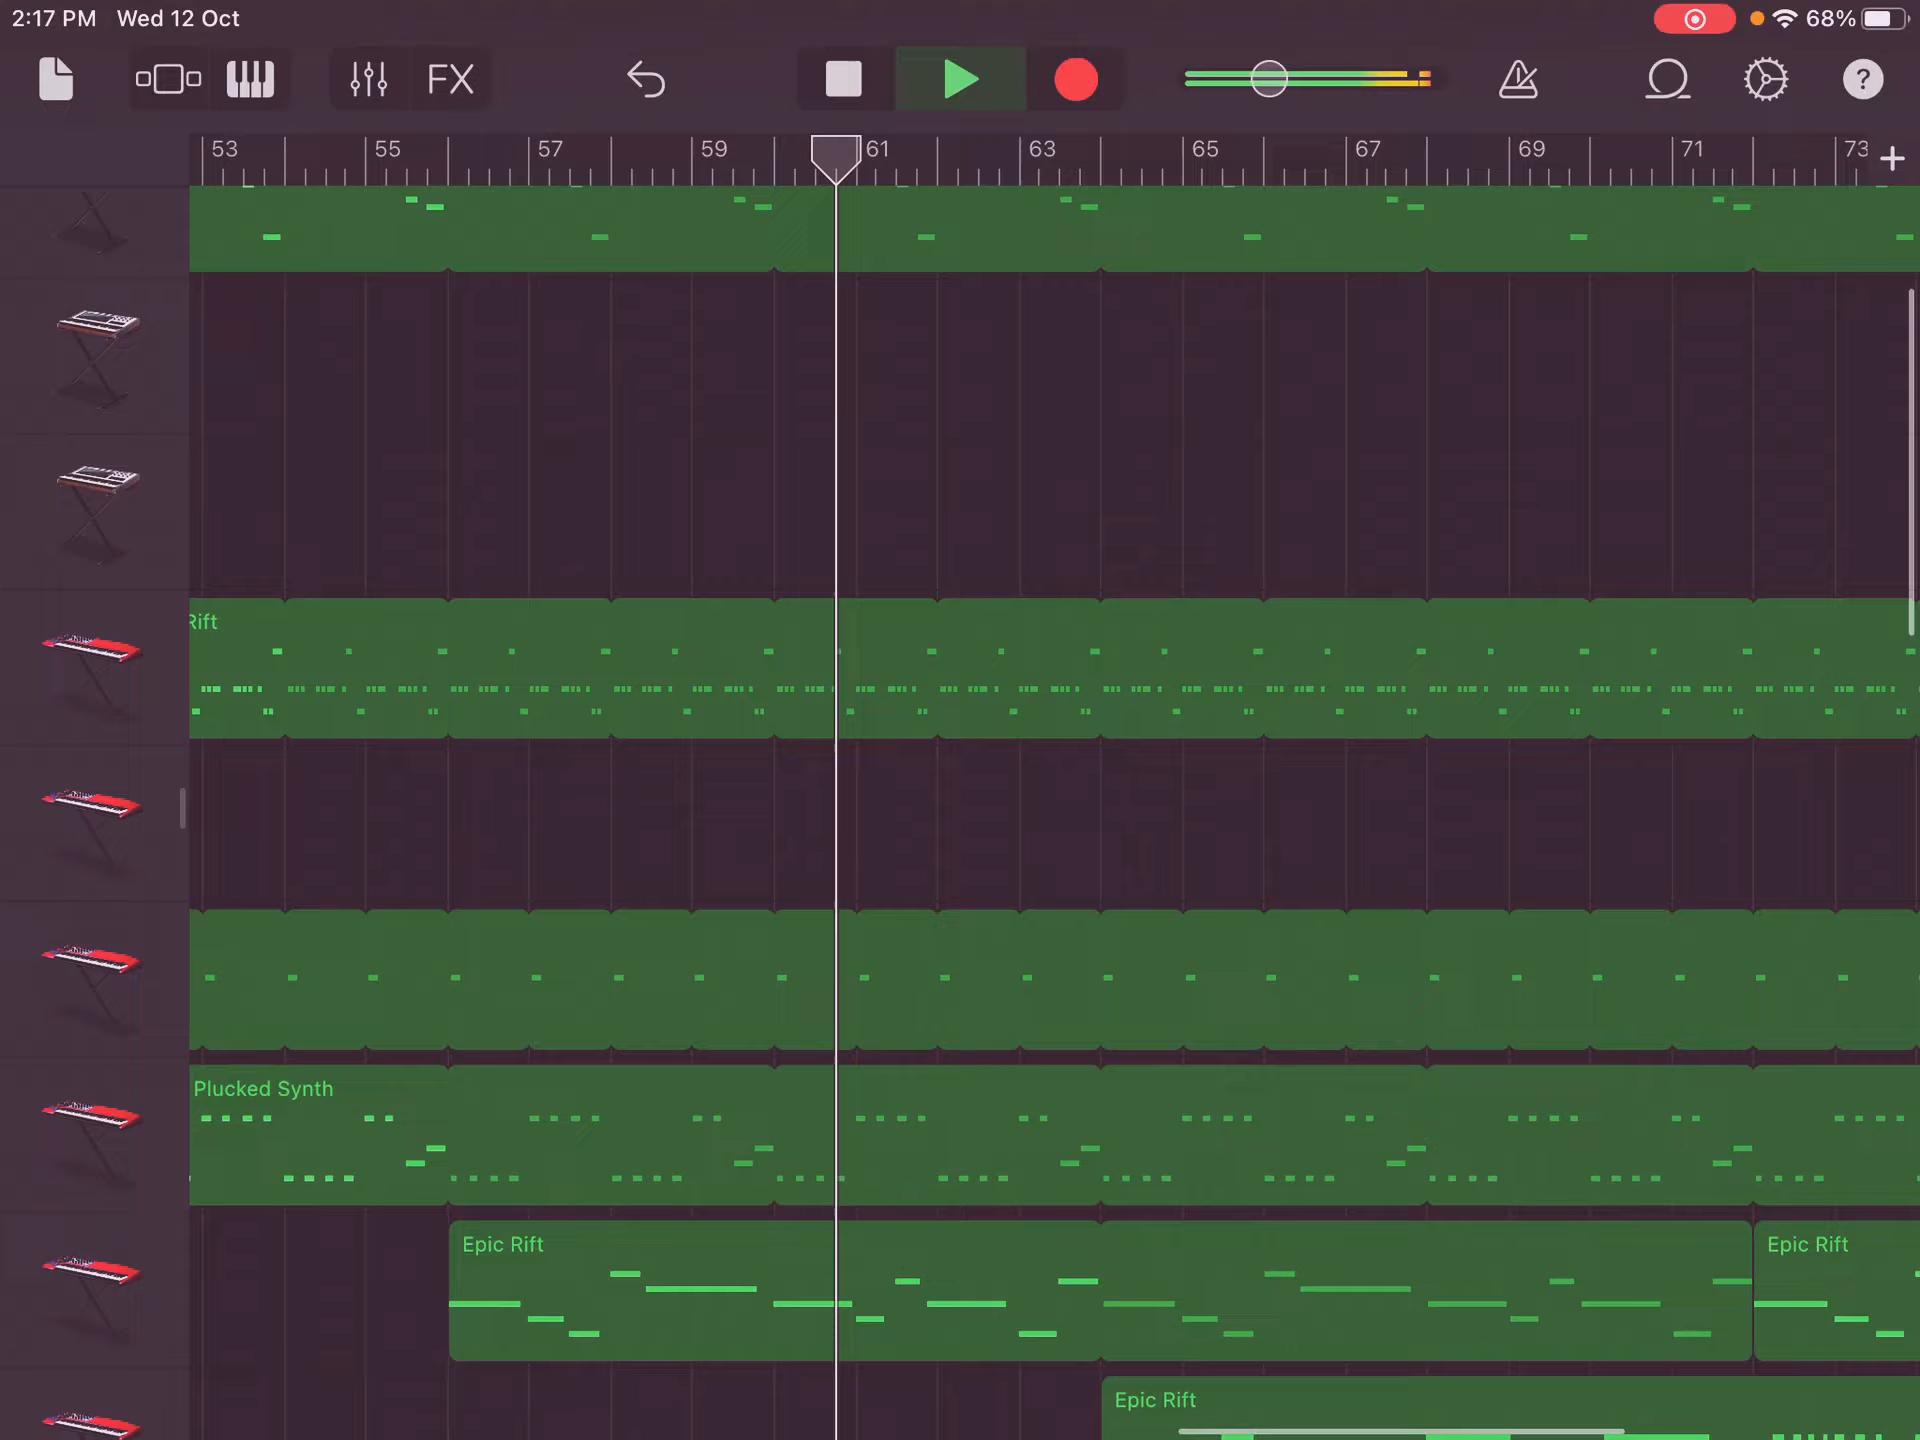 2:17 PM Wed 12 Oct
68%
FX
?
53 55 57 59 61 63 65 67 69 71 73
Rift
Plucked Synth
Epic Rift
Epic Rift
Epic Rift